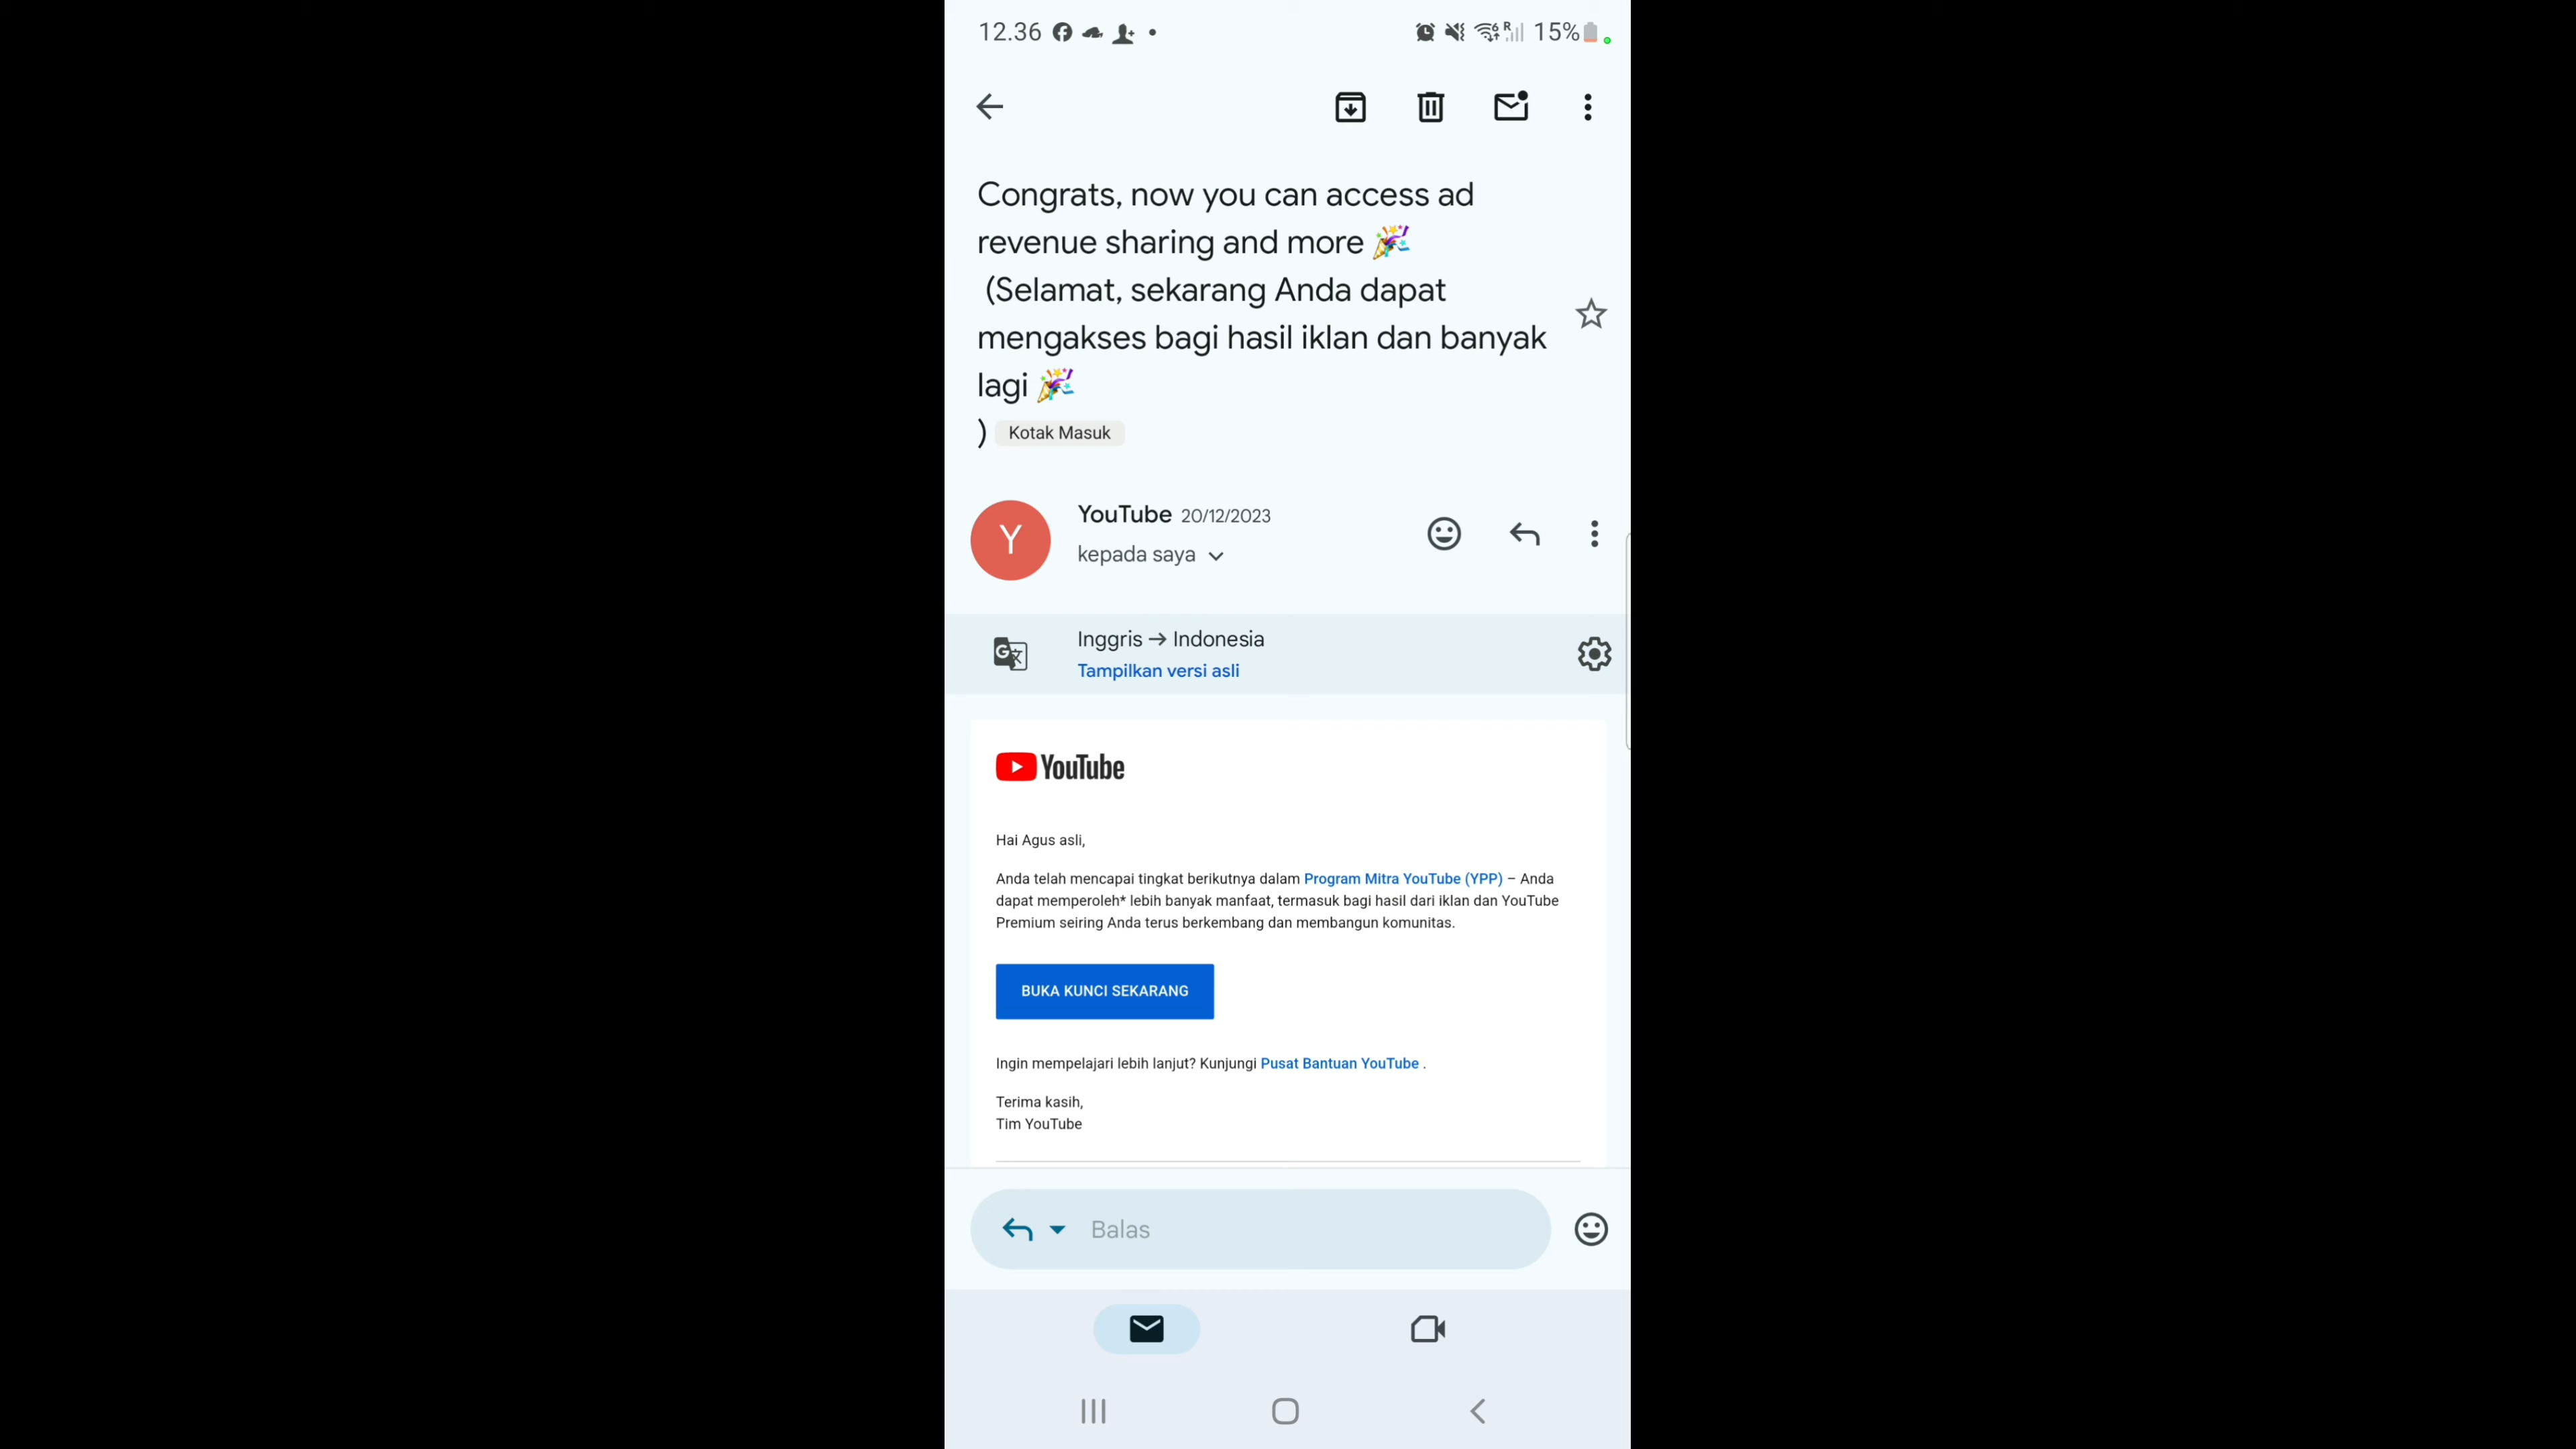 12.36
15%
Congrats, now you can access ad
revenue sharing and more 🎉
(Selamat, sekarang Anda dapat
mengakses bagi hasil iklan dan banyak
lagi 🎉
) Kotak Masuk
Y
YouTube 20/12/2023
kepada saya
Inggris → Indonesia
Tampilkan versi asli
YouTube
Hai Agus asli,
Anda telah mencapai tingkat berikutnya dalam Program Mitra YouTube (YPP) – Anda
dapat memperoleh* lebih banyak manfaat, termasuk bagi hasil dari iklan dan YouTube
Premium seiring Anda terus berkembang dan membangun komunitas.
BUKA KUNCI SEKARANG
Ingin mempelajari lebih lanjut? Kunjungi Pusat Bantuan YouTube .
Terima kasih,
Tim YouTube
Balas